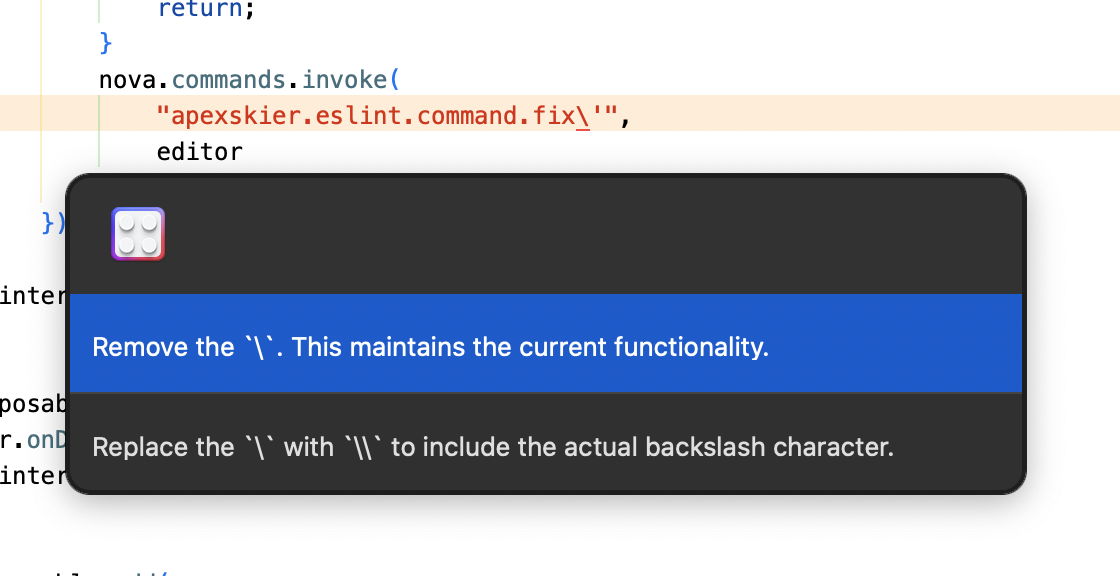 return;
}
nova.commands.invoke(
"apexskier.eslint.command.fix\'",
editor
})
inter
Remove the `\`. This maintains the current functionality.
posab
Replace the `\` with `\\` to include the actual backslash character.
r.onD
inter